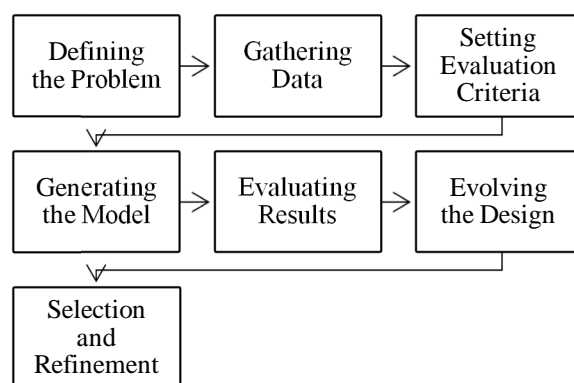 Defining
the Problem
Gathering
Data
Setting
Evaluation
Criteria
Generating
the Model
Evaluating
Results
Evolving
the Design
Selection
and
Refinement